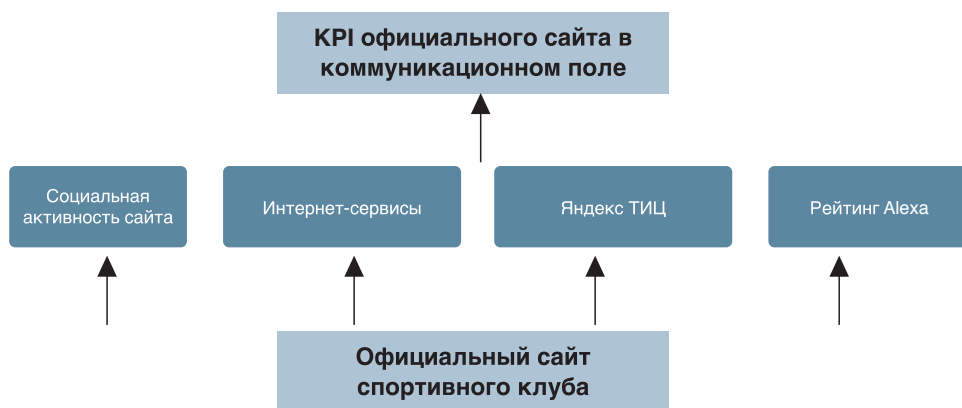 KPI официального сайта в
коммуникационном поле
Социальная
активность сайта
Интернет-сервисы
Яндекс ТИЦ
Рейтинг Alexa
Официальный сайт
спортивного клуба